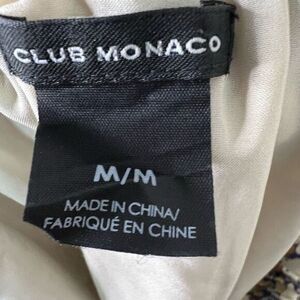 CLUB MONACO
M/M
MADE IN CHINA/
FABRIQUÉ EN CHINE